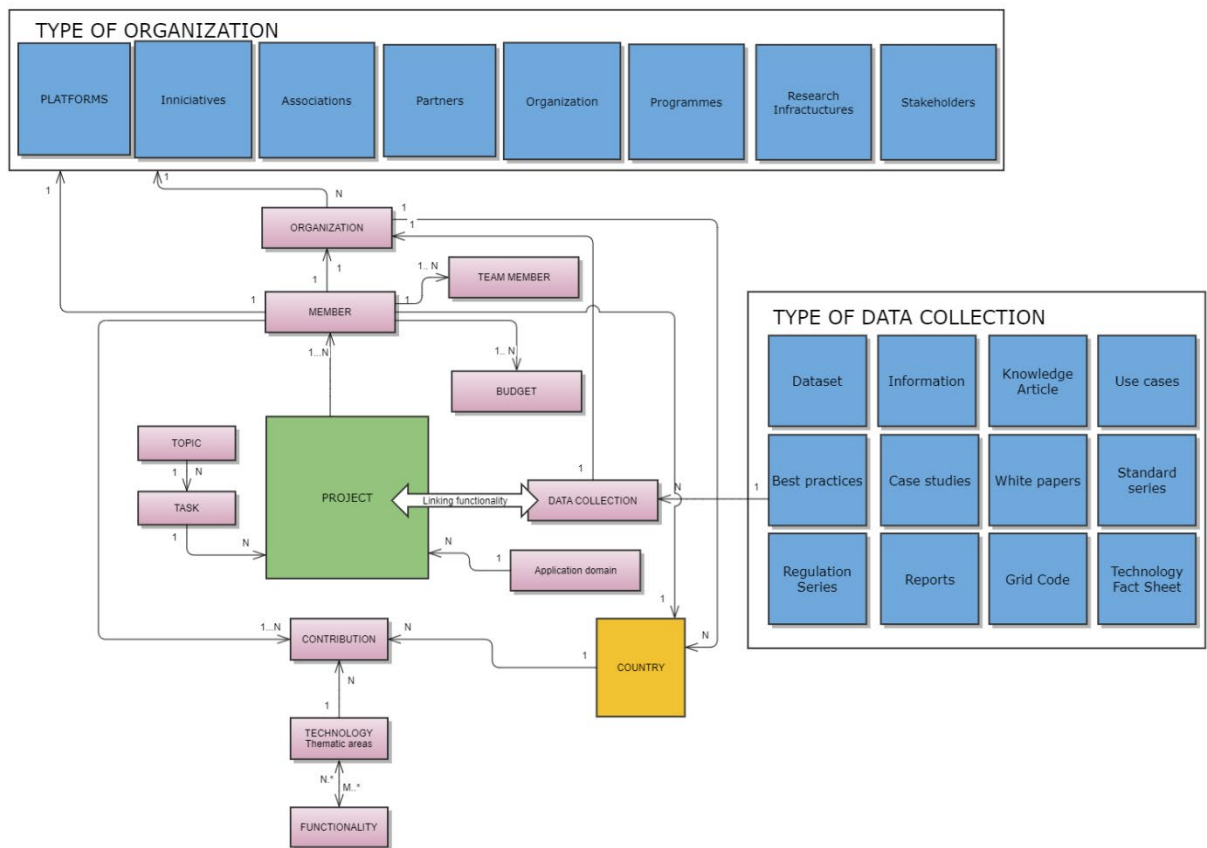 TYPE OF ORGANIZATION
PLATFORMS
Inniciatives
Associations
Partners
Organization
Programmes
Research
Infractuctures
Stakeholders
1
1
N
1
1
ORGANIZATION
1
1
1.. N
TEAM MEMBER
1
1
MEMBER
1...N
1.. N
BUDGET
TYPE OF DATA COLLECTION
Dataset
Information
Knowledge
Article
Use cases
Best practices
Case studies
White papers
Standard
series
Regulation
Series
Reports
Grid Code
Technology
Fact Sheet
TOPIC
1
N
TASK
1
N
PROJECT
Linking functionality
1
DATA COLLECTION
N
1
N
1
Application domain
1...N
CONTRIBUTION
N
1
1
N
COUNTRY
N
1
TECHNOLOGY
Thematic areas
N.*
M..*
FUNCTIONALITY